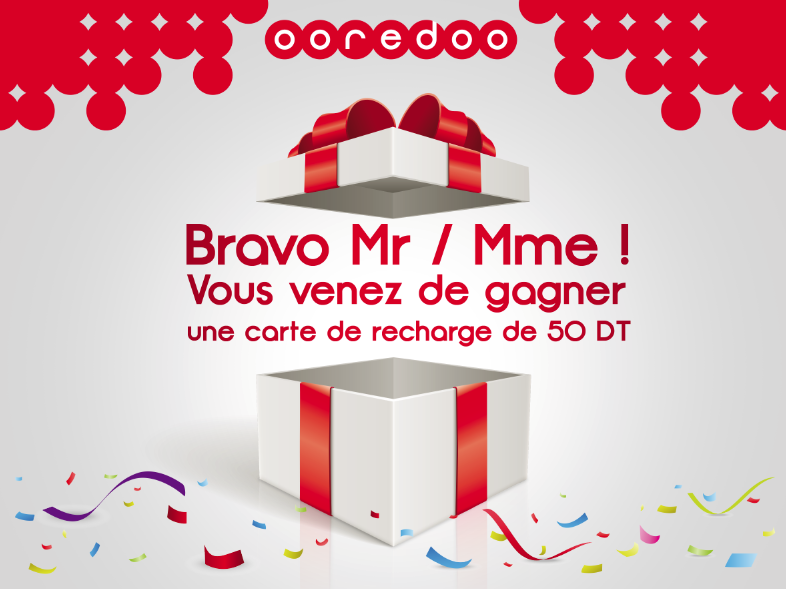 ooredoo
Bravo Mr / Mme !
Vous venez de gagner
une carte de recharge de 50 DT